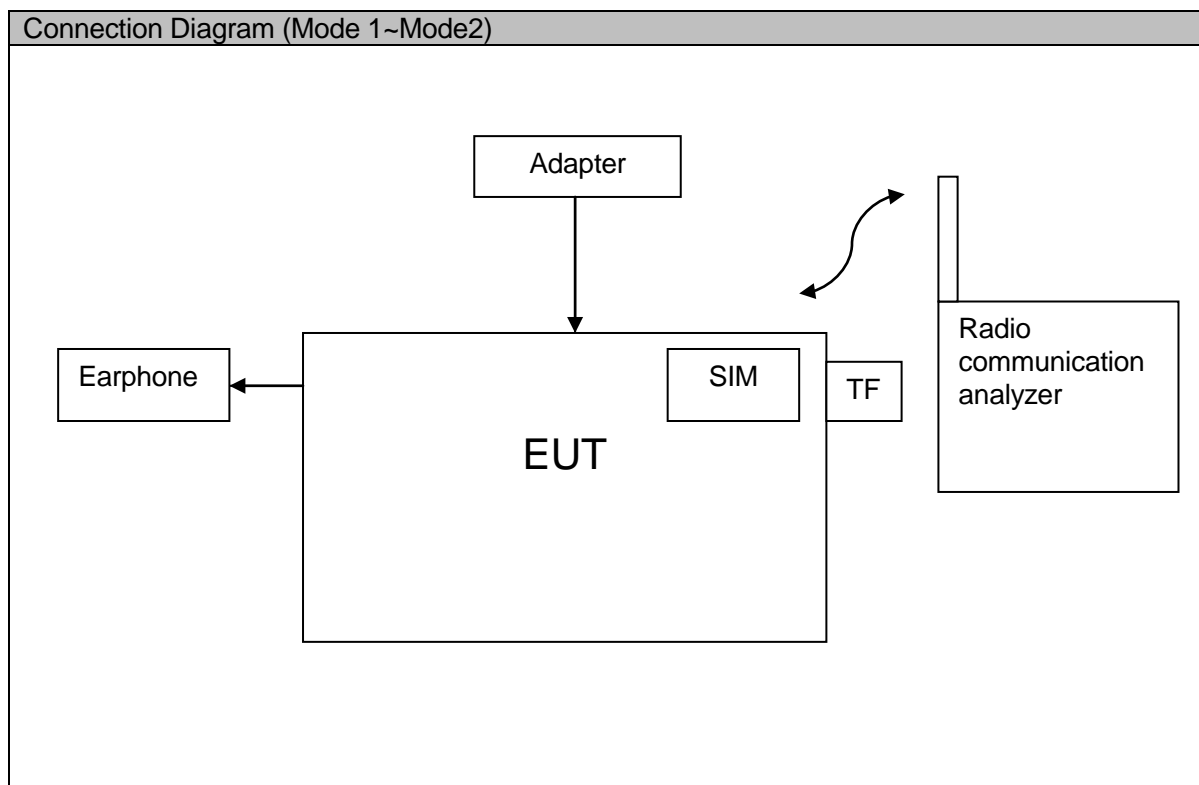 Connection Diagram (Mode 1~Mode2)
Adapter
Radio
communication
analyzer
Earphone
SIM
TF
EUT